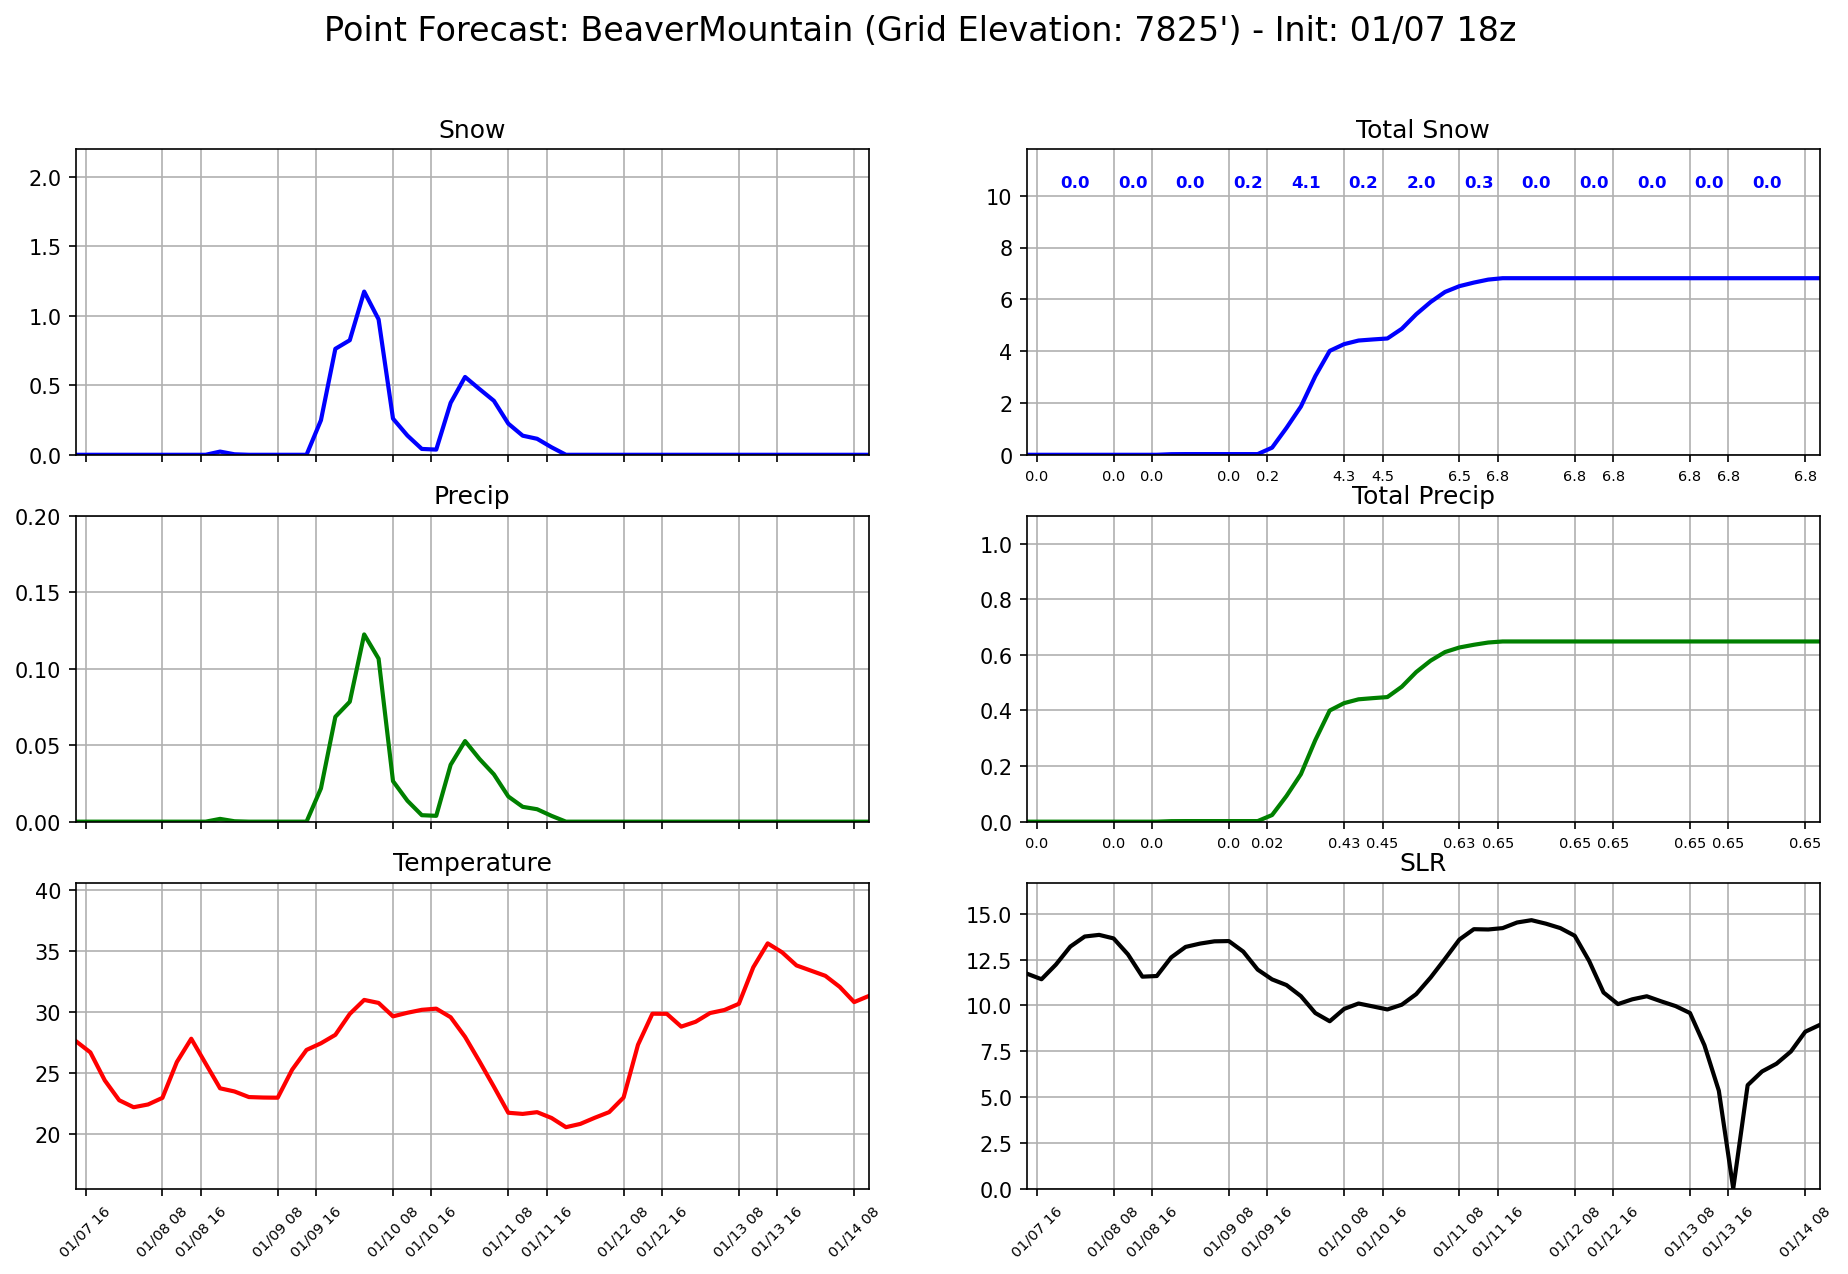 Point Forecast: BeaverMountain (Grid Elevation: 7825') - Init: 01/07 18z
Snow
2.0
1.5
1.0
0.5
0.0
Total Snow
0.0 0.0 0.0 0.2 4.1 0.2 2.0 0.3 0.0 0.0 0.0 0.0 0.0
10
8
6
4
2
0
0.0 0.0 0.0 0.0 0.2 4.3 4.5 6.5 6.8 6.8 6.8 6.8 6.8 6.8
Precip
0.20
0.15
0.10
0.05
0.00
Total Precip
1.0
0.8
0.6
0.4
0.2
0.0
0.0 0.0 0.0 0.0 0.02 0.43 0.45 0.63 0.65 0.65 0.65 0.65 0.65 0.65
Temperature
40
35
30
25
20
01/07 16 01/08 08 01/08 16 01/09 08 01/09 16 01/10 08 01/10 16 01/11 08 01/11 16 01/12 08 01/12 16 01/13 08 01/13 16 01/14 08
SLR
15.0
12.5
10.0
7.5
5.0
2.5
0.0
01/07 16 01/08 08 01/08 16 01/09 08 01/09 16 01/10 08 01/10 16 01/11 08 01/11 16 01/12 08 01/12 16 01/13 08 01/13 16 01/14 08